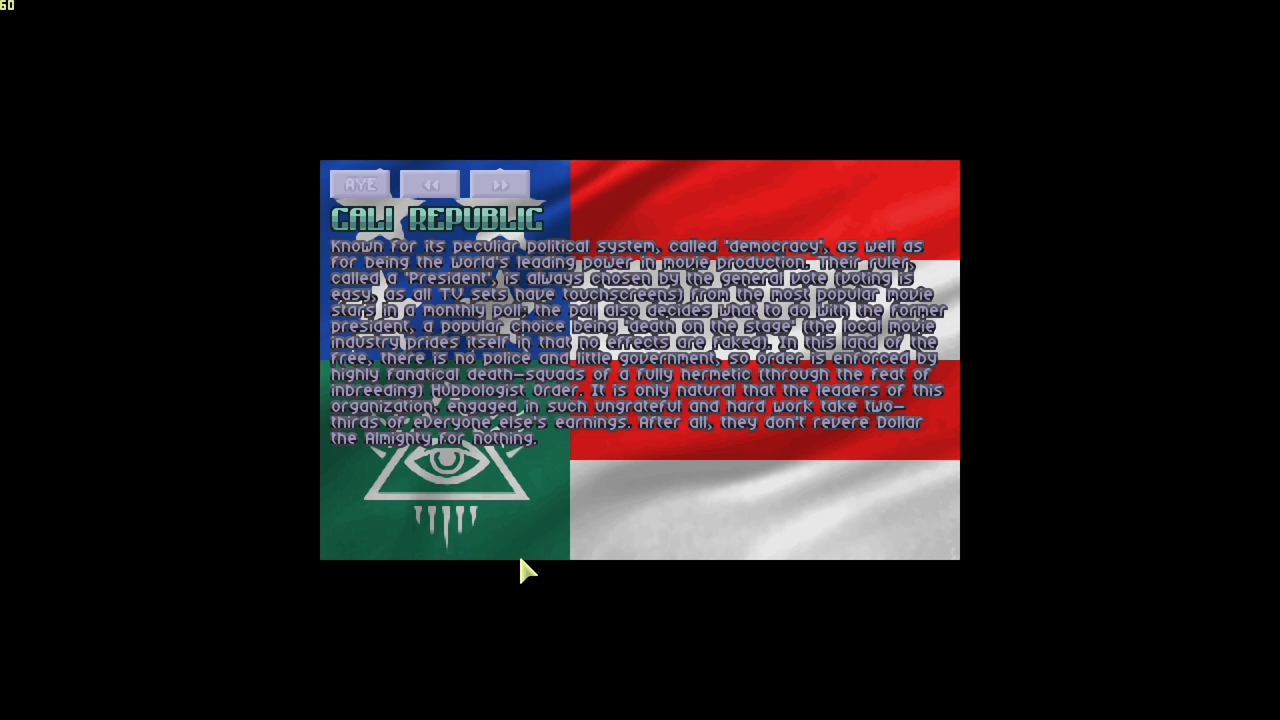 60
AYE
CALI REPUBLIC
Known for its peculiar political system, called 'democracy', as well as
for being the world's leading power in movie production. Their ruler,
called a 'President', is always chosen by the general vote (voting is
easy, as all TV sets have touchscreens) from the most popular movie
stars in a monthly poll; the poll also decides what to do with the former
president, a popular choice being 'death on the stage' (the local movie
industry prides itself in that no effects are faked). In this land of the
free, there is no police and little government, so order is enforced by
highly fanatical death-squads of a fully hermetic (through the feat of
inbreeding) Hubbologist Order. It is only natural that the leaders of this
organization, engaged in such ungrateful and hard work take two-
thirds of everyone else's earnings. After all, they don't revere Dollar
the Almighty for nothing.